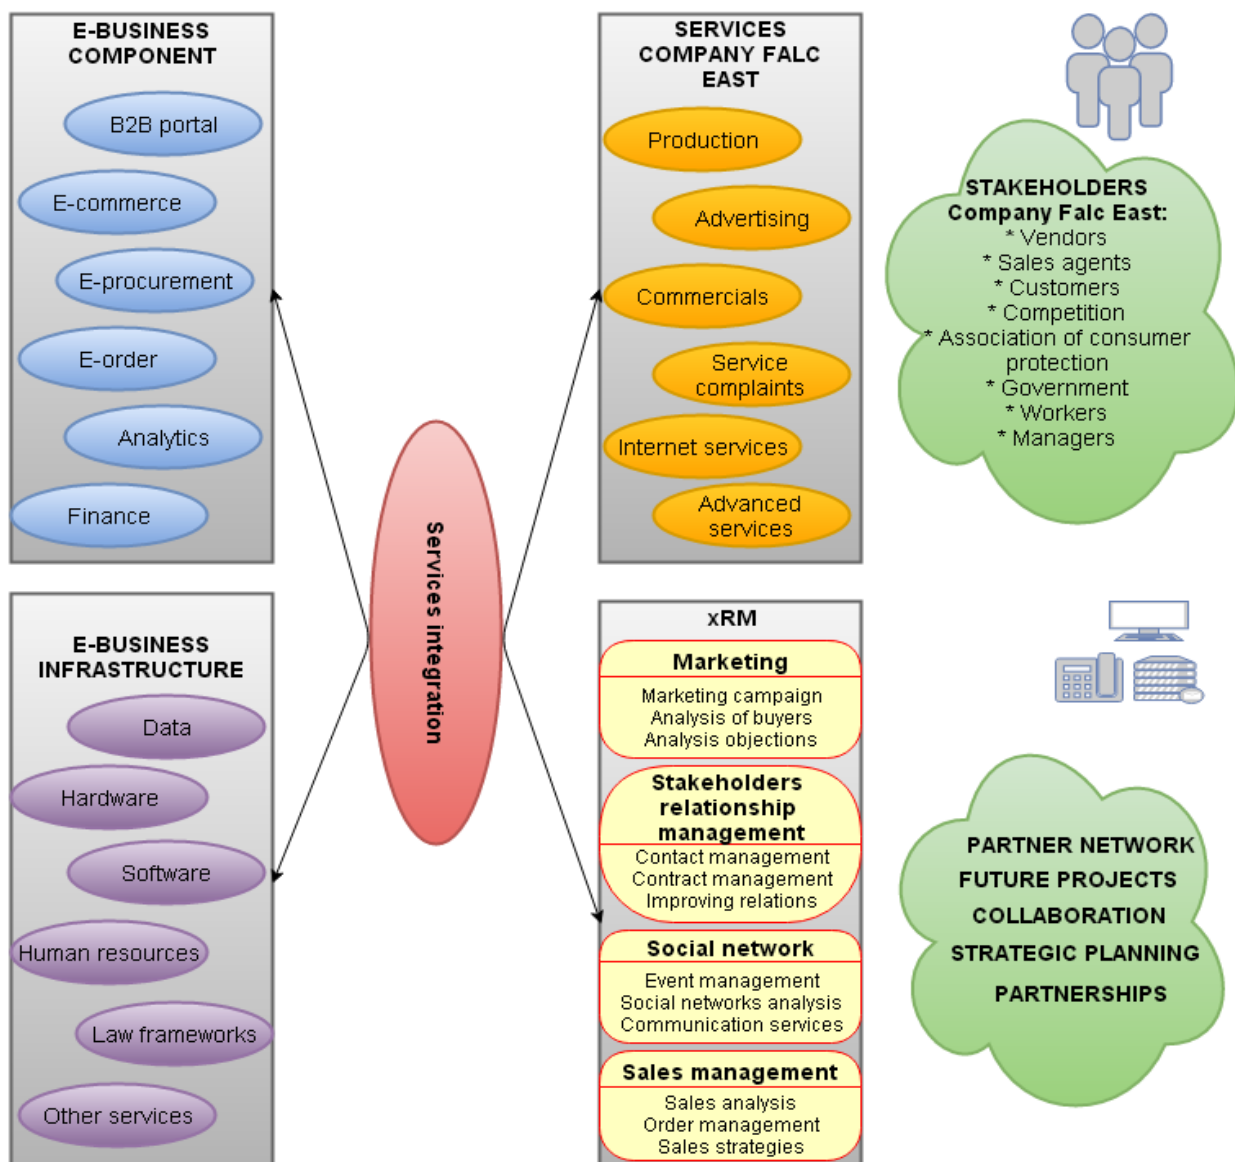 E-BUSINESS
COMPONENT
B2B portal
E-commerce
E-procurement
E-order
Analytics
Finance
SERVICES
COMPANY FALC
EAST
Production
Advertising
Commercials
Service
complaints
Internet services
Advanced
services
STAKEHOLDERS
Company Falc East:
* Vendors
* Sales agents
* Customers
* Competition
* Association of consumer
protection
* Government
* Workers
* Managers
Services integration
E-BUSINESS
INFRASTRUCTURE
Data
Hardware
Software
Human resources
Law frameworks
Other services
xRM
Marketing
Marketing campaign
Analysis of buyers
Analysis objections
Stakeholders
relationship
management
Contact management
Contract management
Improving relations
Social network
Event management
Social networks analysis
Communication services
Sales management
Sales analysis
Order management
Sales strategies
PARTNER NETWORK
FUTURE PROJECTS
COLLABORATION
STRATEGIC PLANNING
PARTNERSHIPS